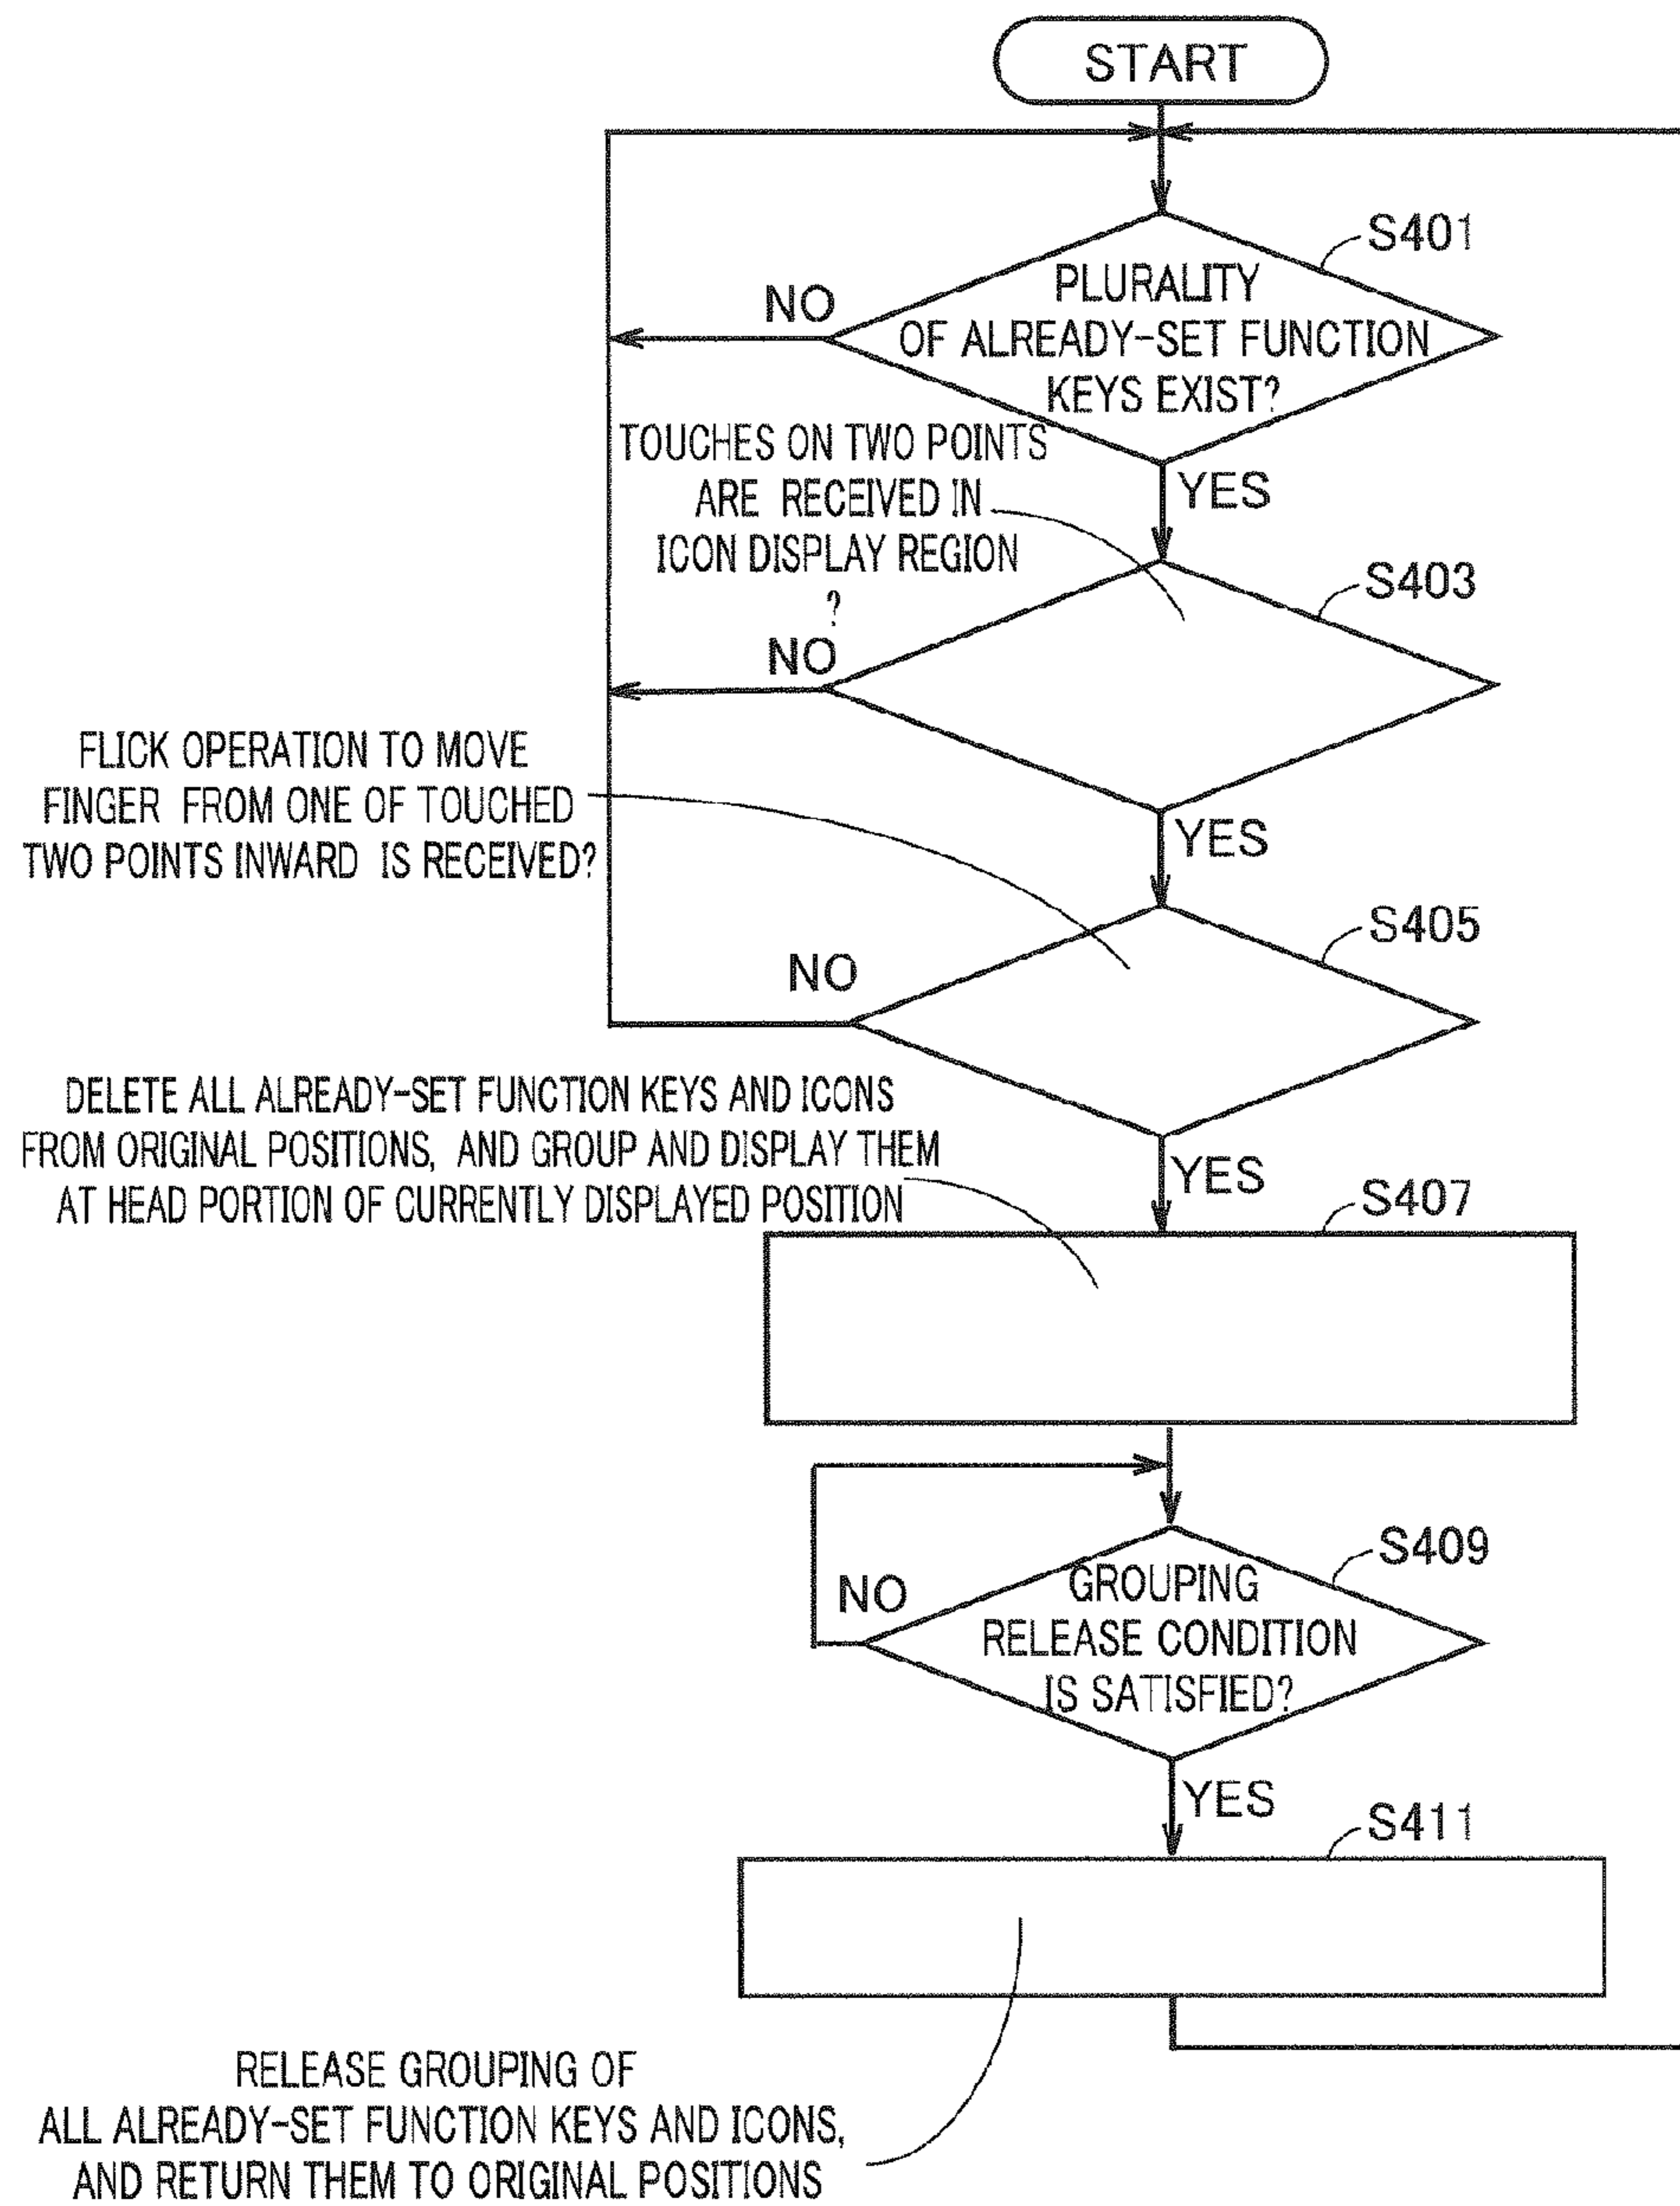 START
S401
PLURALITY
OF ALREADY-SET FUNCTION
KEYS EXIST?
NO
YES
TOUCHES ON TWO POINTS
ARE RECEIVED IN
ICON DISPLAY REGION
?
S403
NO
YES
FLICK OPERATION TO MOVE
FINGER FROM ONE OF TOUCHED
TWO POINTS INWARD IS RECEIVED?
S405
NO
YES
DELETE ALL ALREADY-SET FUNCTION KEYS AND ICONS
FROM ORIGINAL POSITIONS, AND GROUP AND DISPLAY THEM
AT HEAD PORTION OF CURRENTLY DISPLAYED POSITION
S407
S409
GROUPING
RELEASE CONDITION
IS SATISFIED?
NO
YES
S411
RELEASE GROUPING OF
ALL ALREADY-SET FUNCTION KEYS AND ICONS,
AND RETURN THEM TO ORIGINAL POSITIONS